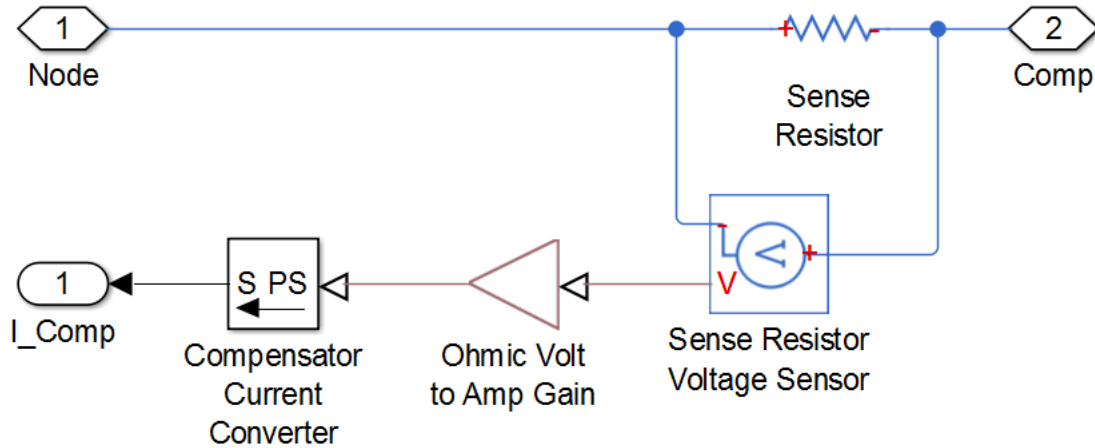 1
Node
+
-
2
Comp
Sense
Resistor
-
V
+
V
Sense Resistor
Voltage Sensor
Ohmic Volt
to Amp Gain
S PS
Compensator
Current
Converter
1
I_Comp